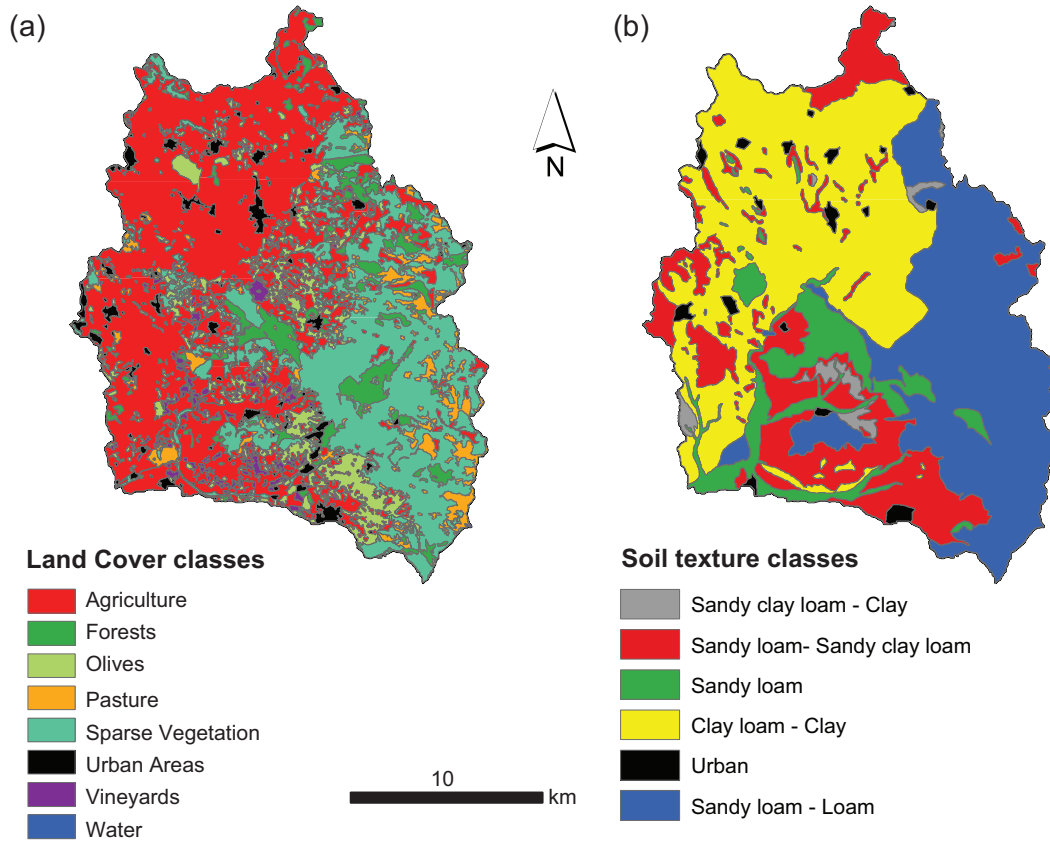 (a)
(b)
N
Land Cover classes
Agriculture
Forests
Olives
Pasture
Sparse Vegetation
Urban Areas
Vineyards
Water
10
km
Soil texture classes
Sandy clay loam - Clay
Sandy loam- Sandy clay loam
Sandy loam
Clay loam - Clay
Urban
Sandy loam - Loam